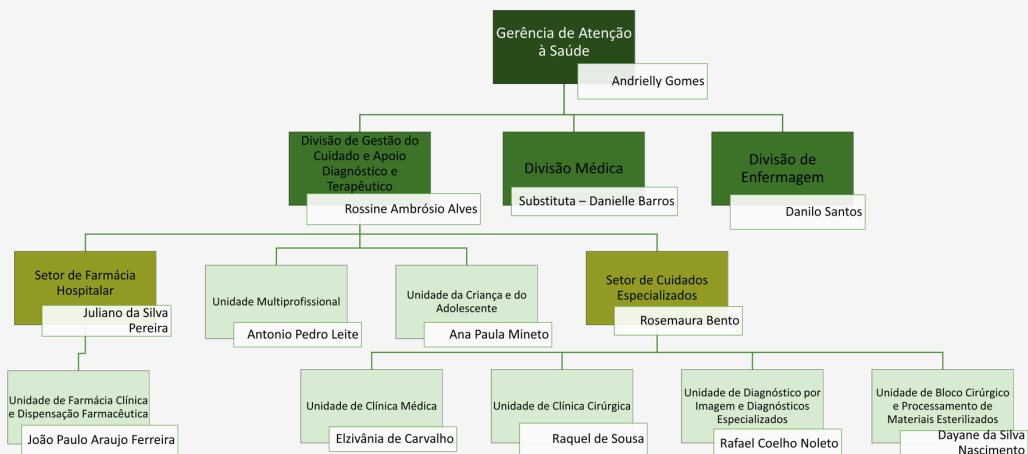 Gerência de Atenção
à Saúde
Andrielly Gomes
Divisão de Gestão do
Cuidado e Apoio
Diagnóstico e
Terapêutico
Rossine Ambrósio Alves
Divisão Médica
Substituta – Danielle Barros
Divisão de
Enfermagem
Danilo Santos
Setor de Farmácia
Hospitalar
Juliano da Silva
Pereira
Unidade Multiprofissional
Antonio Pedro Leite
Unidade da Criança e do
Adolescente
Ana Paula Mineto
Setor de Cuidados
Especializados
Rosemaura Bento
Unidade de Farmácia Clínica
e Dispensação Farmacêutica
João Paulo Araujo Ferreira
Unidade de Clínica Médica
Elzivânia de Carvalho
Unidade de Clínica Cirúrgica
Raquel de Sousa
Unidade de Diagnóstico por
Imagem e Diagnósticos
Especializados
Rafael Coelho Noleto
Unidade de Bloco Cirúrgico
e Processamento de
Materiais Esterilizados
Dayane da Silva
Nascimento